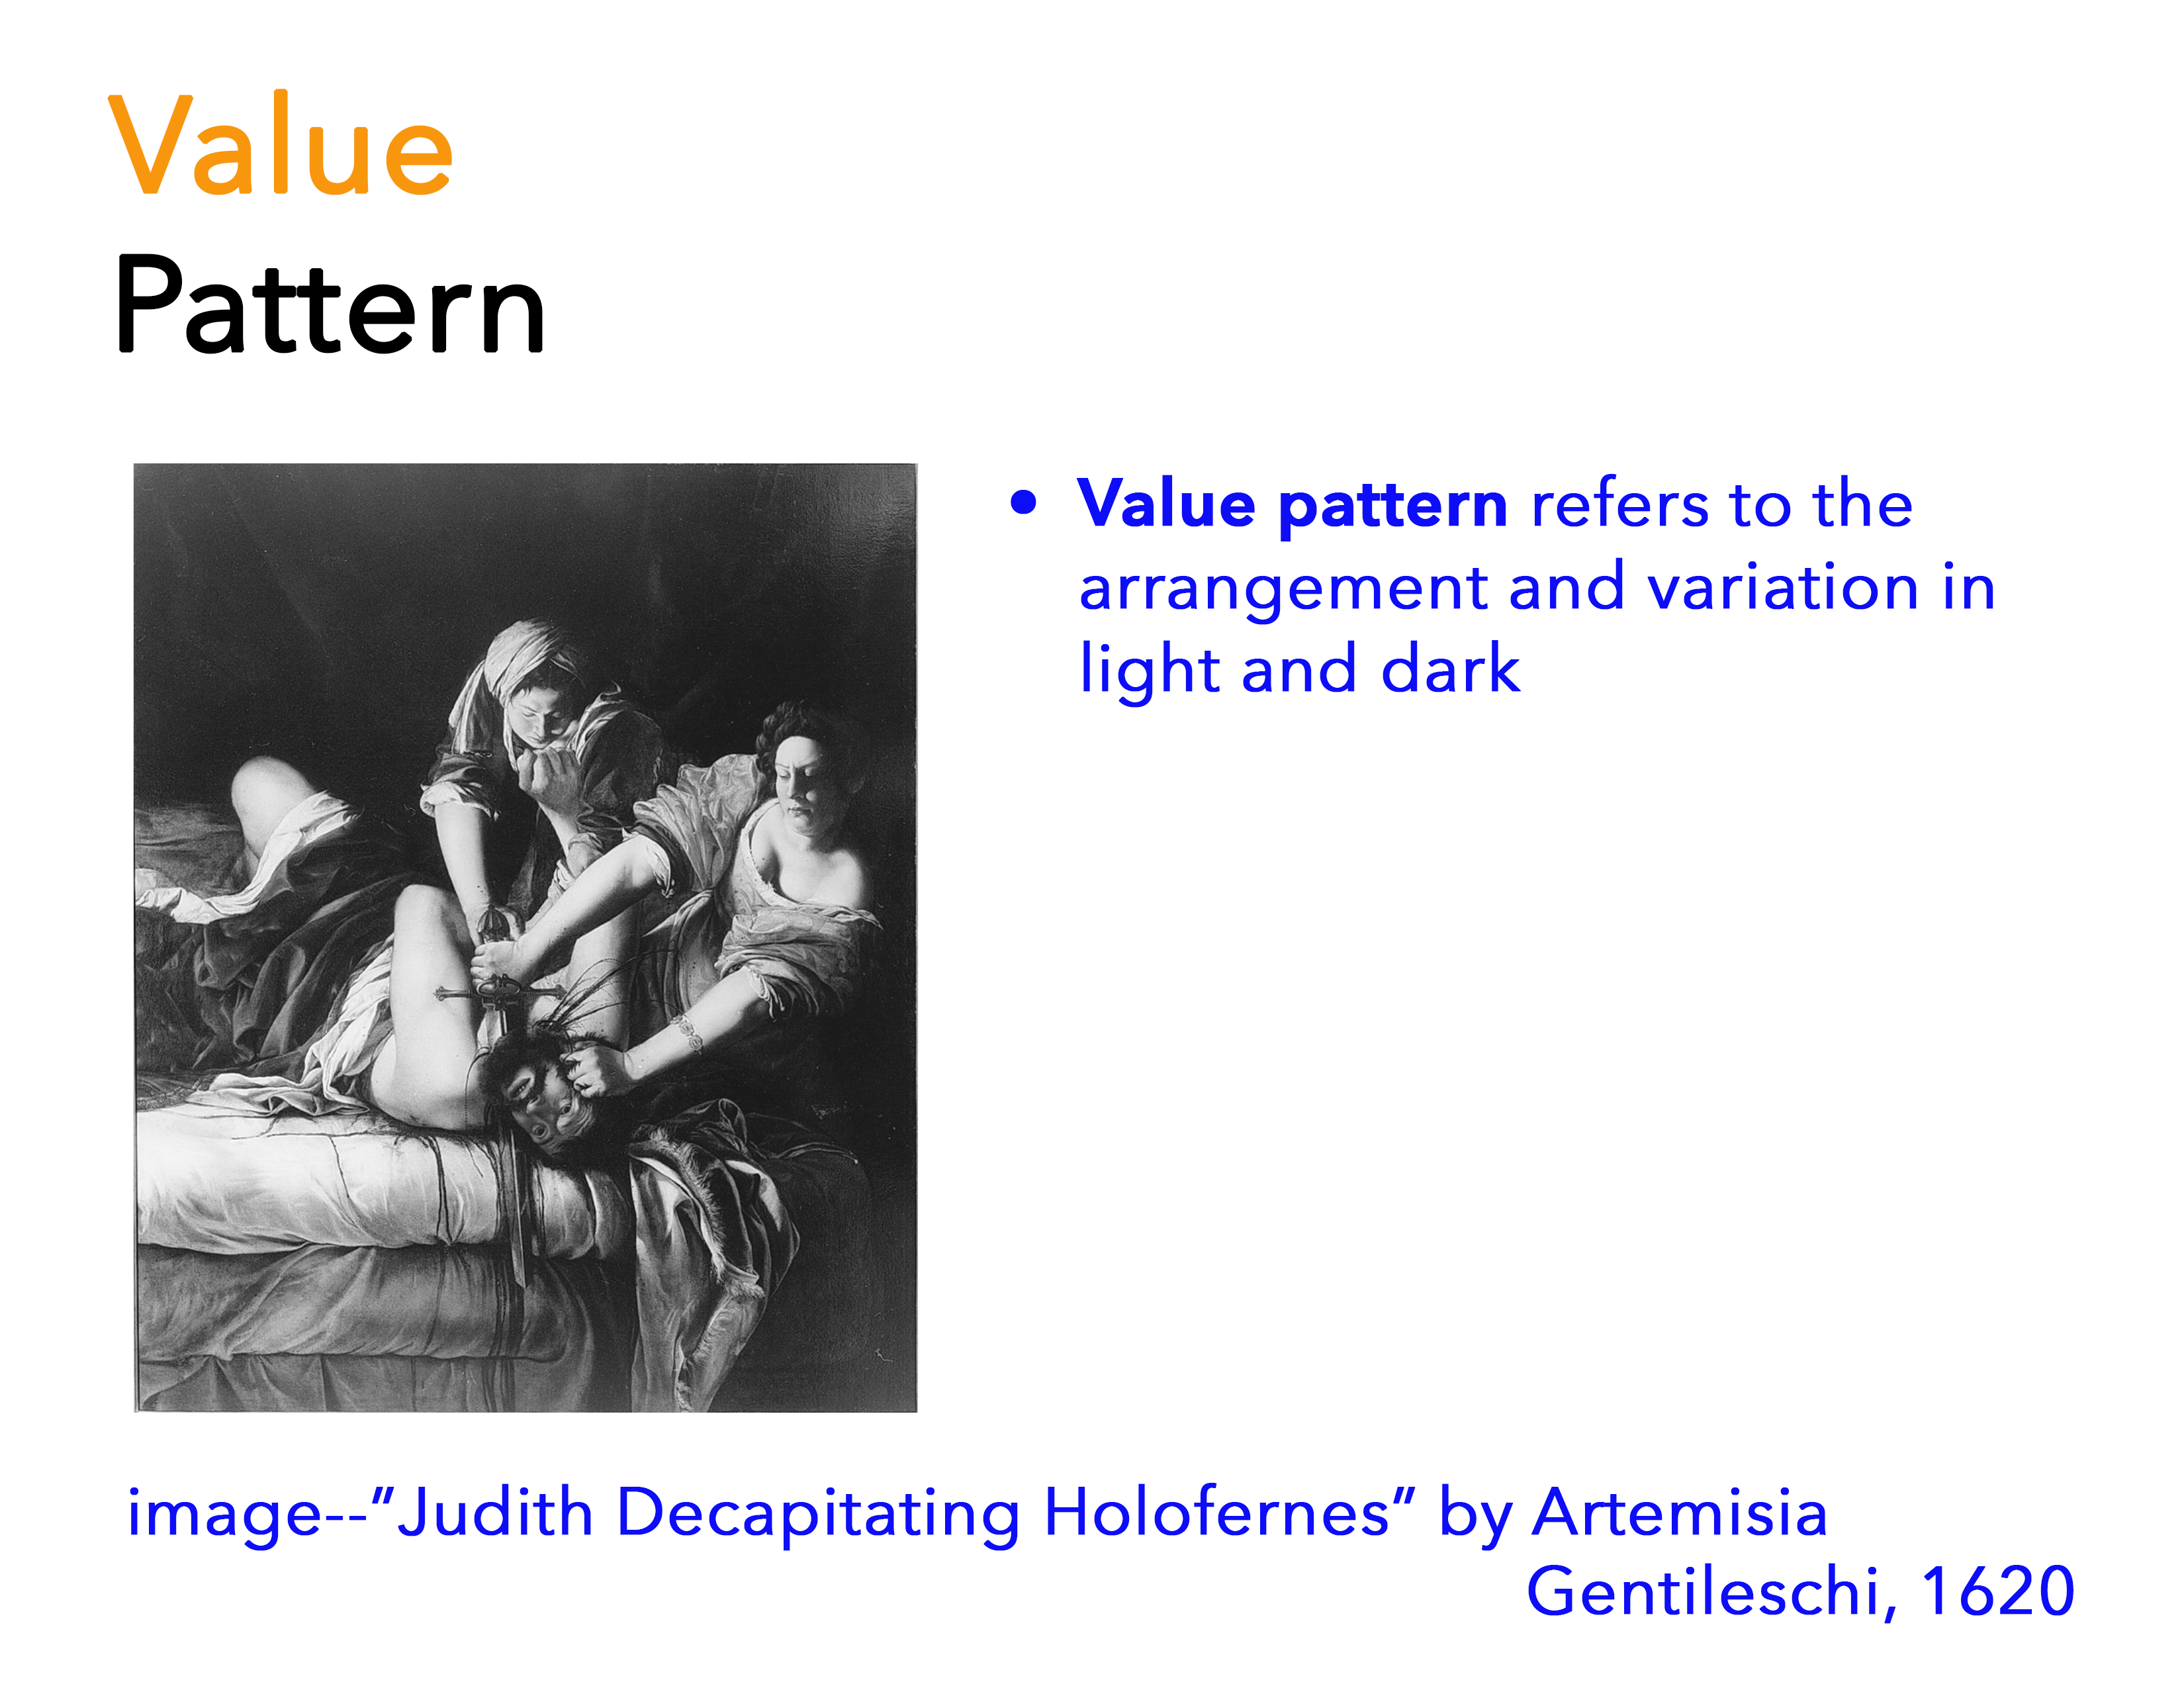 Value
Pattern
• Value pattern refers to the
arrangement and variation in
light and dark
image--"Judith Decapitating Holofernes" by Artemisia
Gentileschi, 1620